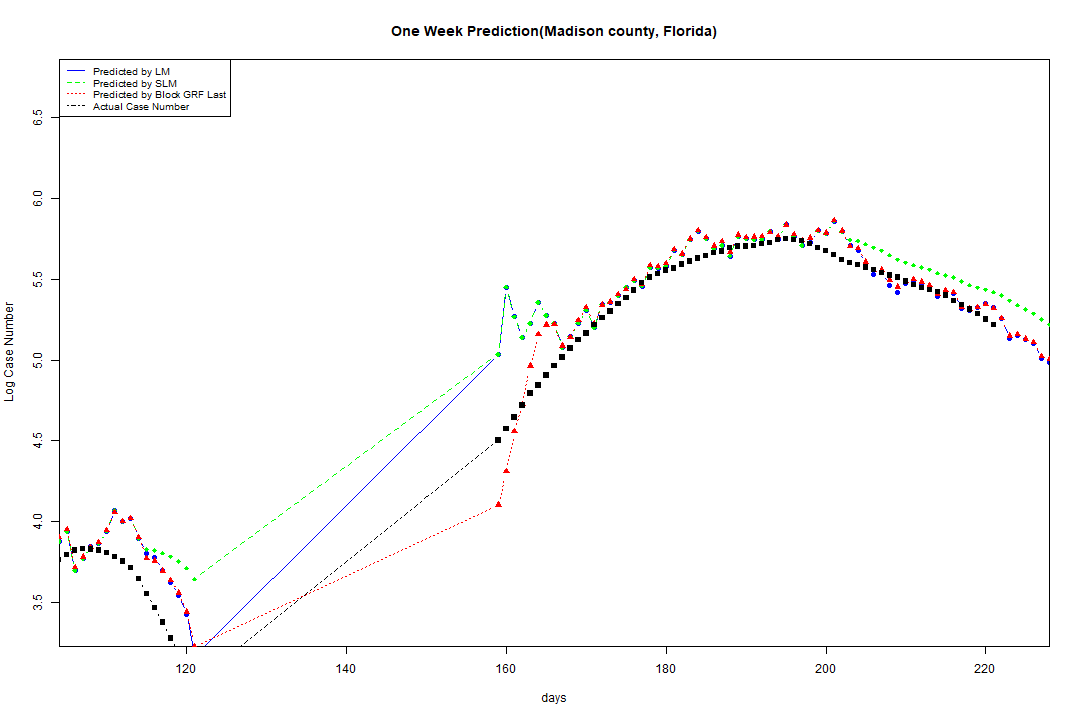 One Week Prediction(Madison county, Florida)
Predicted by LM
Predicted by SLM
Predicted by Block GRF Last
Actual Case Number
Log Case Number
6.5
6.0
5.5
5.0
4.5
4.0
3.5
120 140 160 180 200 220
days